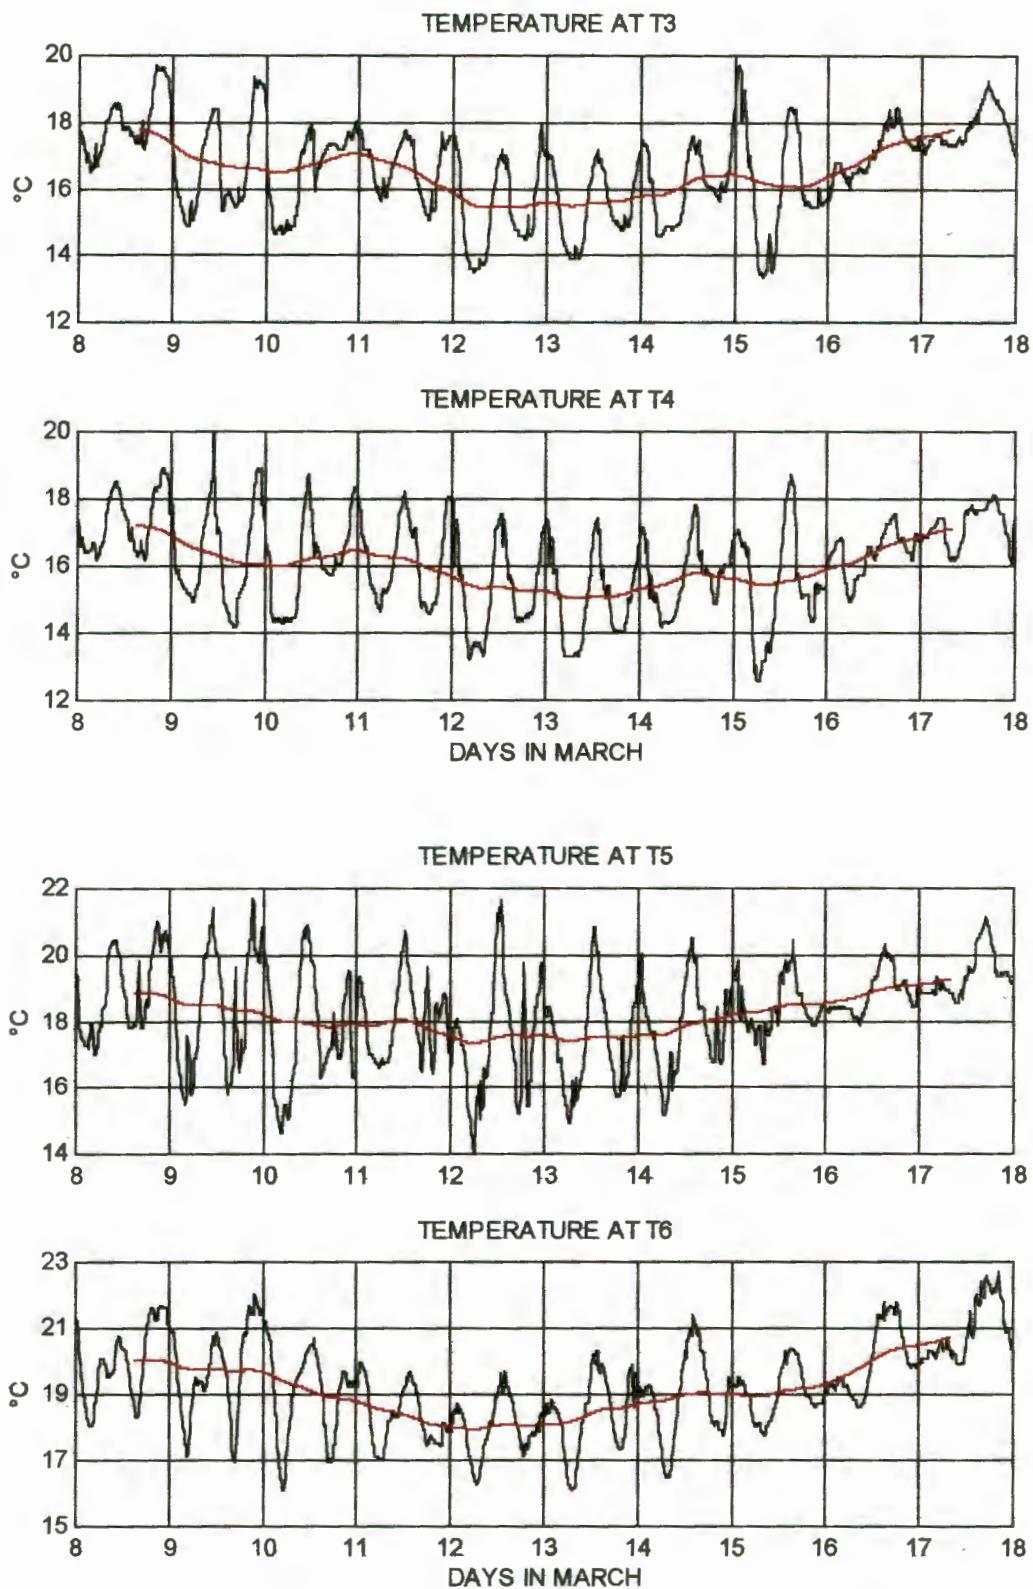 TEMPERATURE AT T3
20
18
16
14
12
°C
8 9 10 11 12 13 14 15 16 17 18
TEMPERATURE AT T4
20
18
16
14
12
°C
8 9 10 11 12 13 14 15 16 17 18
DAYS IN MARCH
TEMPERATURE AT T5
22
20
18
16
14
°C
8 9 10 11 12 13 14 15 16 17 18
TEMPERATURE AT T6
23
21
19
17
15
°C
8 9 10 11 12 13 14 15 16 17 18
DAYS IN MARCH